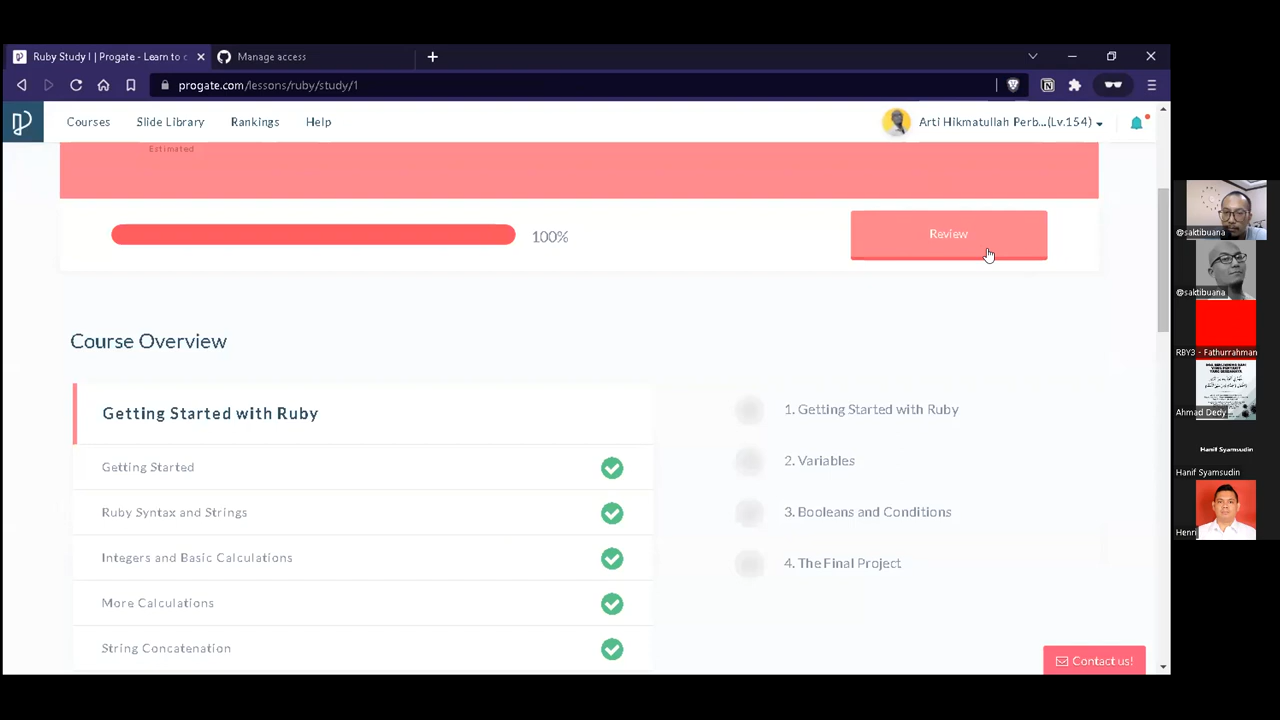 Ruby Study I | Progate - Learn to c
Manage access
progate.com/lessons/ruby/study/1
Courses
Slide Library
Rankings
Help
Arti Hikmatullah Perb...(Lv.154)
Estimated
100%
Review
Course Overview
Getting Started with Ruby
Getting Started
Ruby Syntax and Strings
Integers and Basic Calculations
More Calculations
String Concatenation
1. Getting Started with Ruby
2. Variables
3. Booleans and Conditions
4. The Final Project
Contact us!
@saktibuana
@saktibuana
RBY3 - Fathurrahman
Ahmad Dedy
Hanif Syamsudin
Hanif Syamsudin
Henri